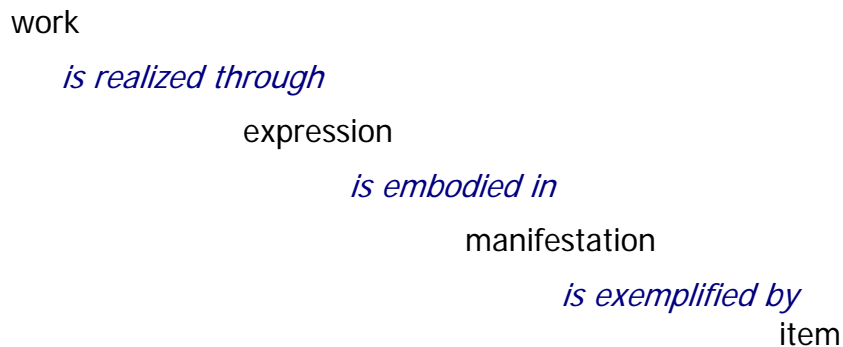 work
is realized through
expression
is embodied in
manifestation
is exemplified by
item